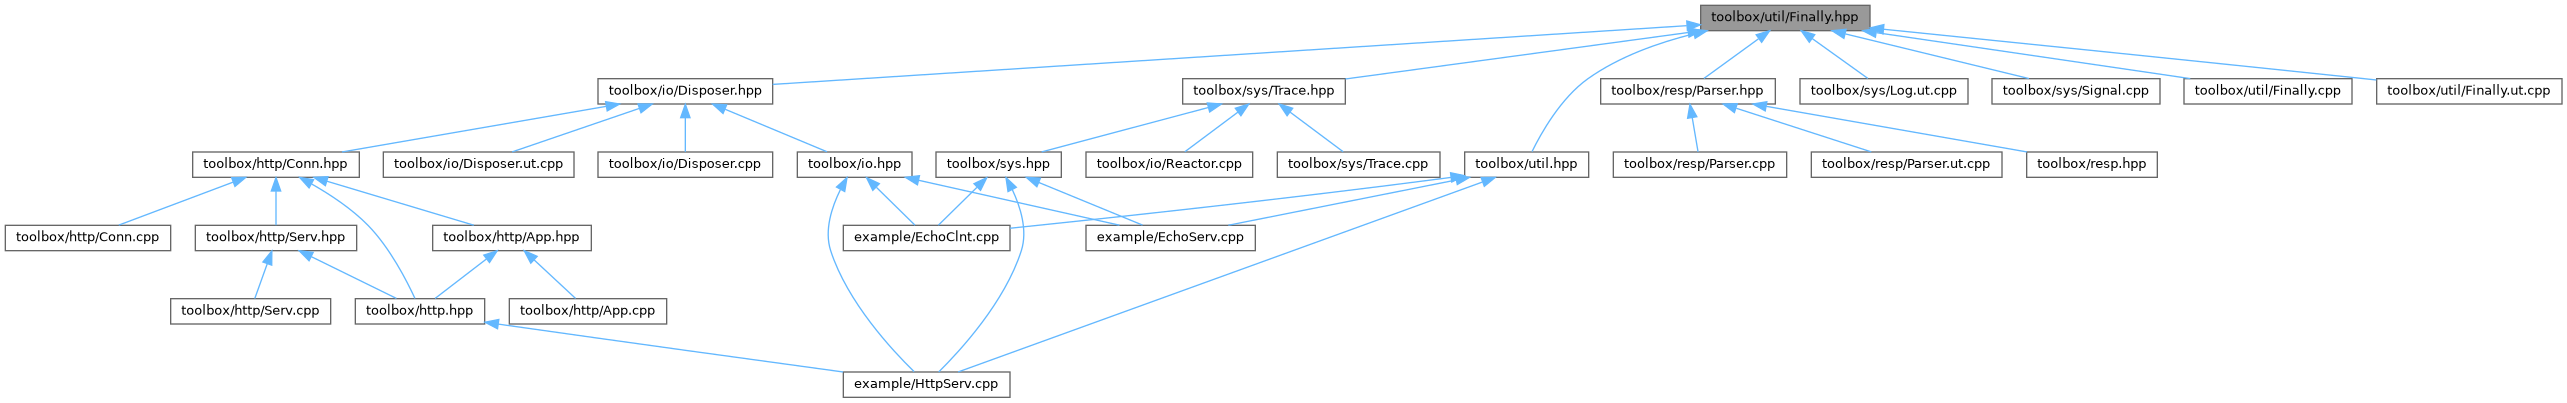 toolbox/util/Finally.hpp
toolbox/io/Disposer.hpp
toolbox/sys/Trace.hpp
toolbox/resp/Parser.hpp
toolbox/sys/Log.ut.cpp
toolbox/sys/Signal.cpp
toolbox/util/Finally.cpp
toolbox/util/Finally.ut.cpp
toolbox/http/Conn.hpp
toolbox/io/Disposer.ut.cpp
toolbox/io/Disposer.cpp
toolbox/io.hpp
toolbox/sys.hpp
toolbox/io/Reactor.cpp
toolbox/sys/Trace.cpp
toolbox/util.hpp
toolbox/resp/Parser.cpp
toolbox/resp/Parser.ut.cpp
toolbox/resp.hpp
toolbox/http/Conn.cpp
toolbox/http/Serv.hpp
toolbox/http/App.hpp
example/EchoClnt.cpp
example/EchoServ.cpp
toolbox/http/Serv.cpp
toolbox/http.hpp
toolbox/http/App.cpp
example/HttpServ.cpp